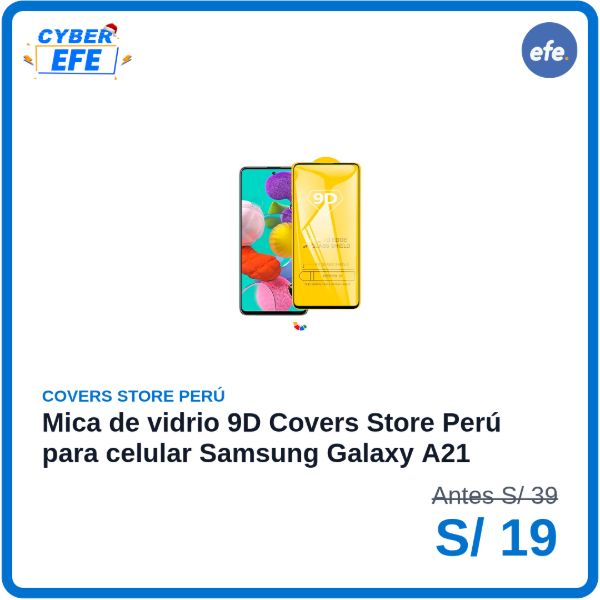 CYBER
EFE
efe.
9D
COVERS STORE PERÚ
Mica de vidrio 9D Covers Store Perú
para celular Samsung Galaxy A21
Antes S/ 39
S/ 19